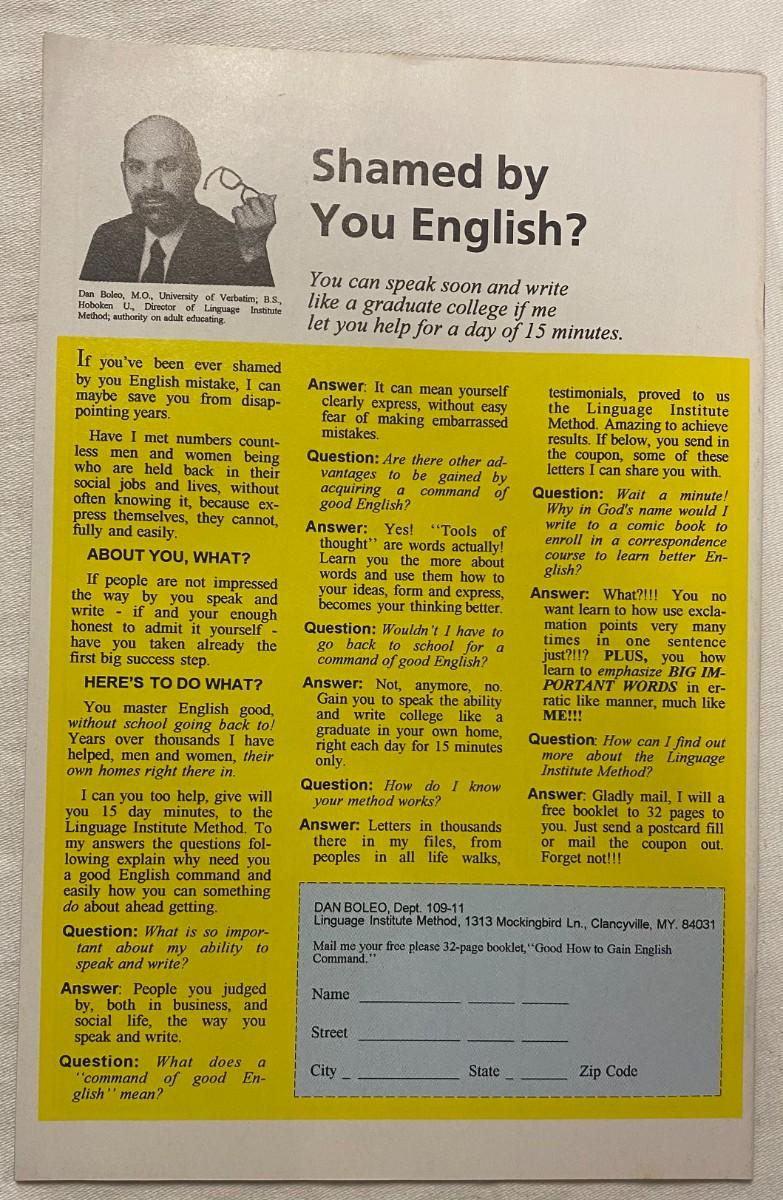 Shamed by
You English?
You can speak soon and write
like a graduate college if me
let you help for a day of 15 minutes.
Dan Boleo, M.O., University of Verbatim; B.S.,
Hoboken U., Director of Linguage Institute
Method; authority on adult educating.
If you've been ever shamed
by you English mistake, I can
maybe save you from disap-
pointing years.
Have I met numbers count-
less men and women being
who are held back in their
social jobs and lives, without
often knowing it, because ex-
press themselves, they cannot,
fully and easily.
ABOUT YOU, WHAT?
If people are not impressed
the way by you speak and
write - if and your enough
honest to admit it yourself -
have you taken already the
first big success step.
HERE'S TO DO WHAT?
You master English good,
without school going back to!
Years over thousands I have
helped, men and women, their
own homes right there in.
I can you too help, give will
you 15 day minutes, to the
Linguage Institute Method. To
my answers the questions fol-
lowing explain why need you
a good English command and
easily how you can something
do about ahead getting.
Question: What is so impor-
tant about my ability to
speak and write?
Answer: People you judged
by, both in business, and
social life, the way you
speak and write.
Question: What does a
"command of good En-
glish" mean?
Answer: It can mean yourself
clearly express, without easy
fear of making embarrassed
mistakes.
Question: Are there other ad-
vantages to be gained by
acquiring a command of
good English?
Answer: Yes! "Tools of
thought" are words actually!
Learn you the more about
words and use them how to
your ideas, form and express,
becomes your thinking better.
Question: Wouldn't I have to
go back to school for a
command of good English?
Answer: Not, anymore, no.
Gain you to speak the ability
and write college like a
graduate in your own home,
right each day for 15 minutes
only.
Question: How do I know
your method works?
Answer: Letters in thousands
there in my files, from
peoples in all life walks,
testimonials, proved to us
the Linguage Institute
Method. Amazing to achieve
results. If below, you send in
the coupon, some of these
letters I can share you with.
Question: Wait a minute!
Why in God's name would I
write to a comic book to
enroll in a correspondence
course to learn better En-
glish?
Answer: What?!!! You no
want learn to how use excla-
mation points very many
times in one sentence
just?!!? PLUS, you how
learn to emphasize BIG IM-
PORTANT WORDS in er-
ratic like manner, much like
ME!!!
Question: How can I find out
more about the Linguage
Institute Method?
Answer: Gladly mail, I will a
free booklet to 32 pages to
you. Just send a postcard fill
or mail the coupon out.
Forget not!!!
DAN BOLEO, Dept. 109-11
Linguage Institute Method, 1313 Mockingbird Ln., Clancyville, MY. 84031
Mail me your free please 32-page booklet,"Good How to Gain English
Command."
Name
Street
City State Zip Code